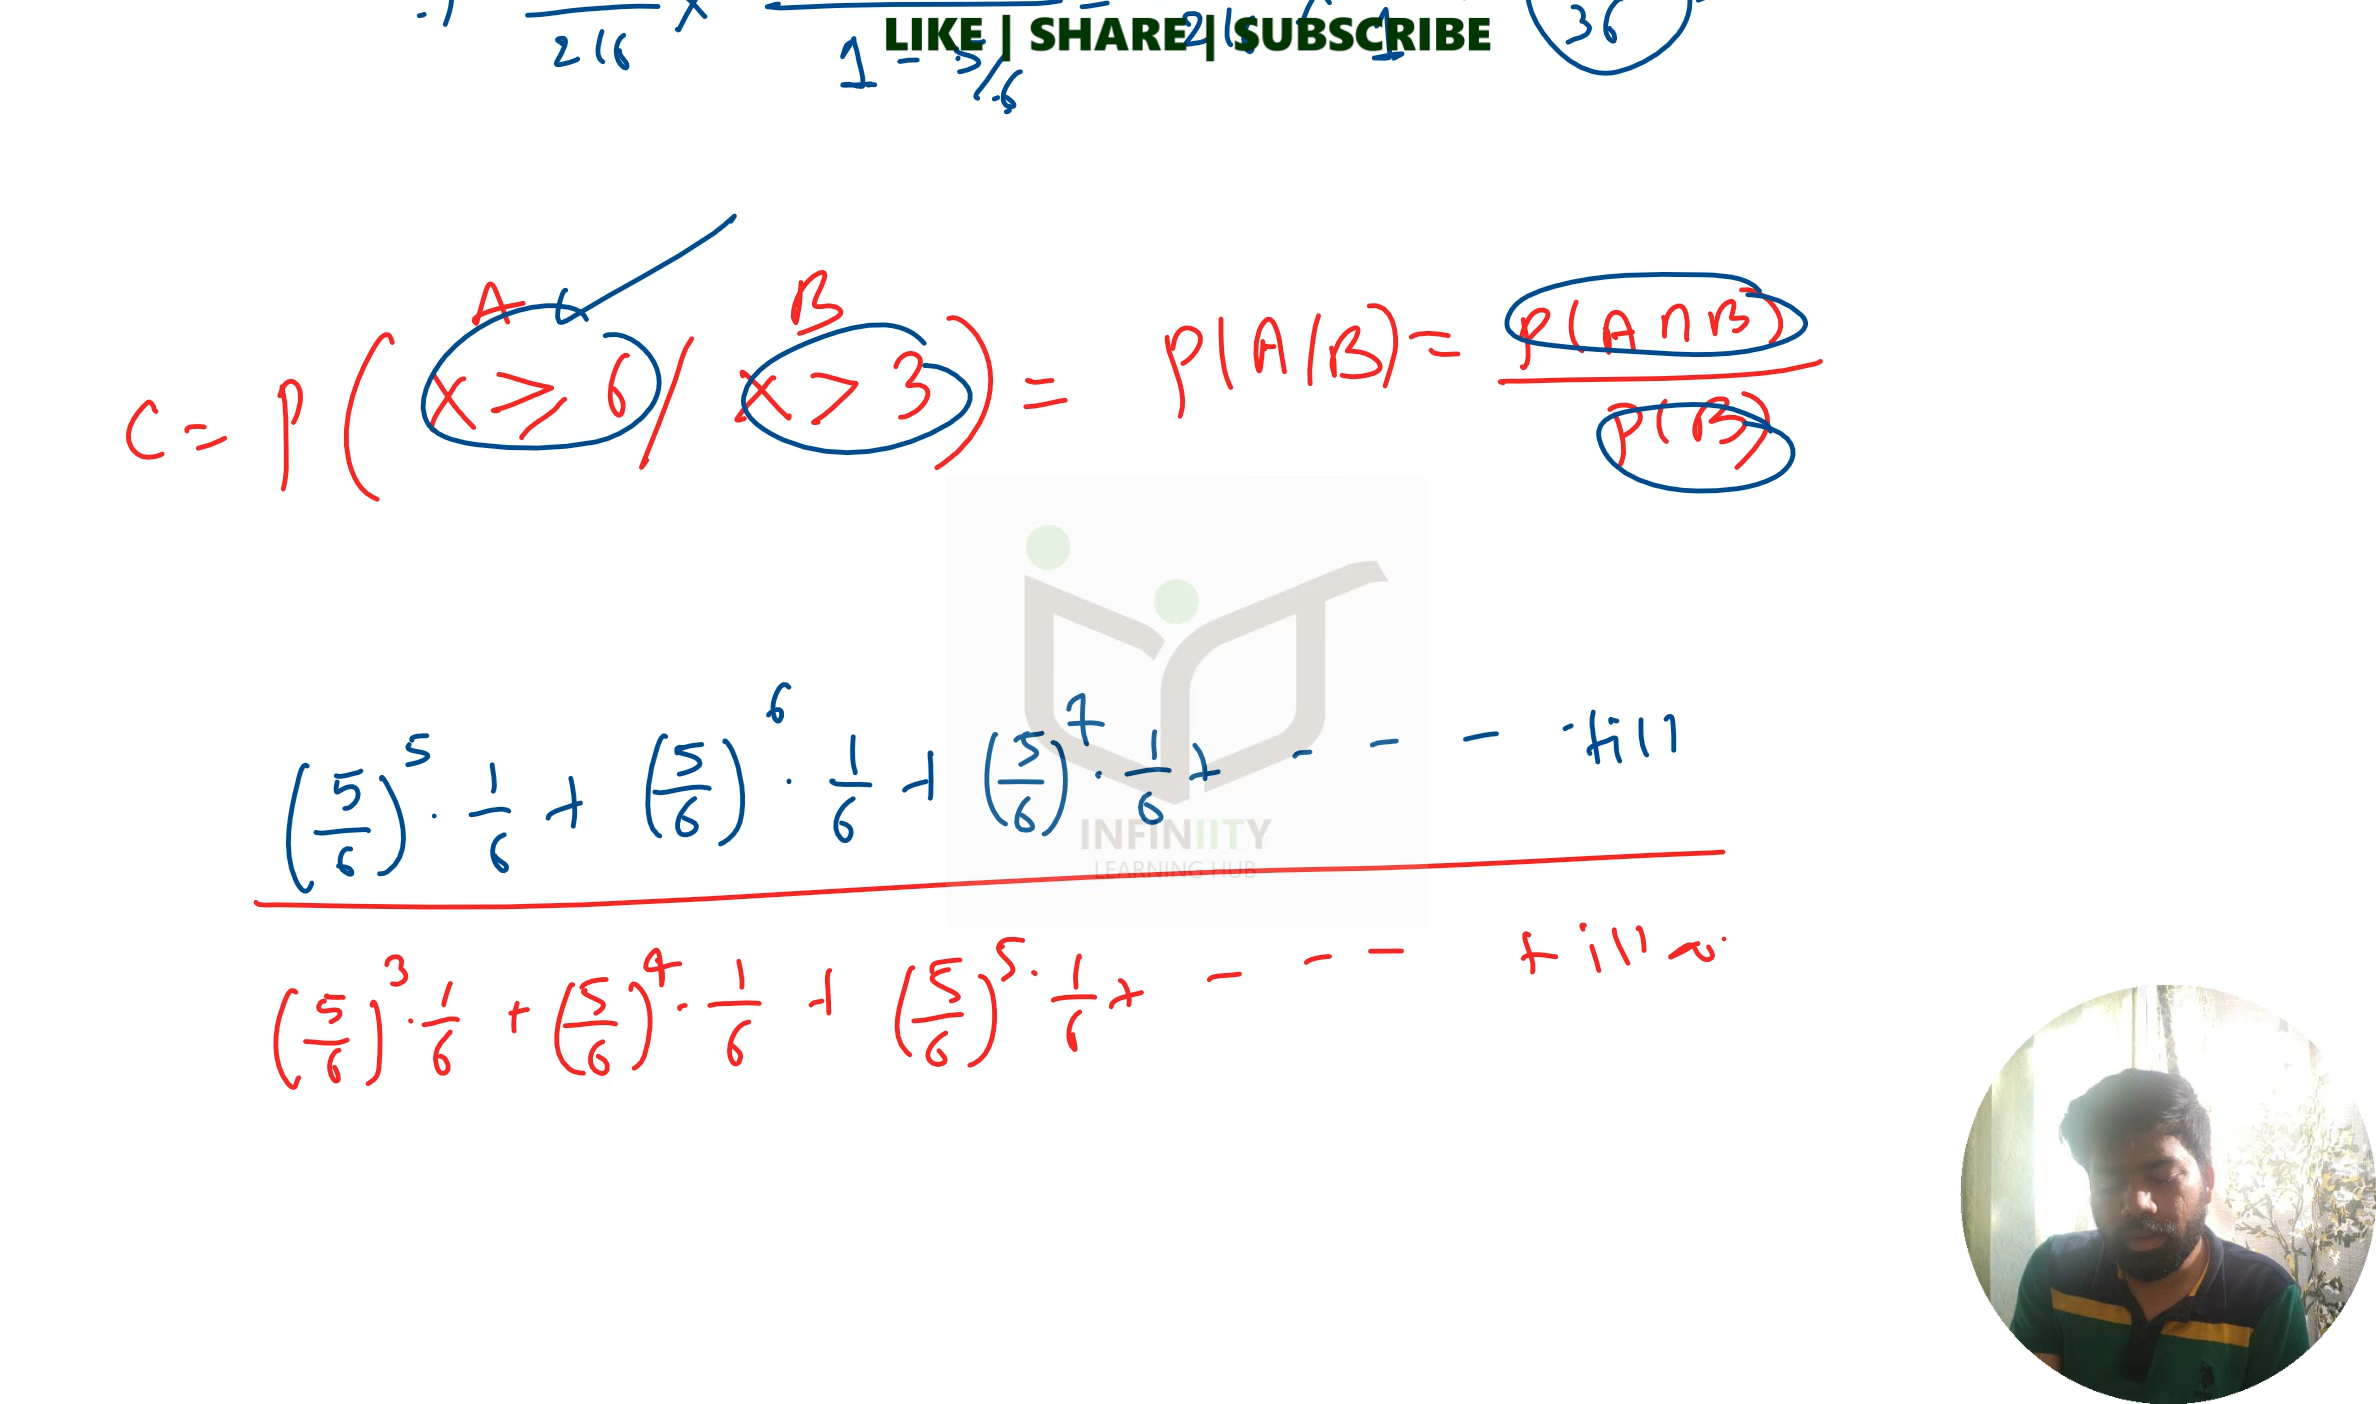 216 × 1 - 5/6 216 1 36
LIKE | SHARE | SUBSCRIBE
A B
C = P( x ≥ 6 / x > 3 ) = P(A/B) = P(A∩B) / P(B)
(5/6)^5 · 1/6 + (5/6)^6 · 1/6 + (5/6)^7 · 1/6 + - - - till
INFINIITY
LEARNING HUB
(5/6)^3 · 1/6 + (5/6)^4 · 1/6 + (5/6)^5 · 1/6 + - - - till ∞